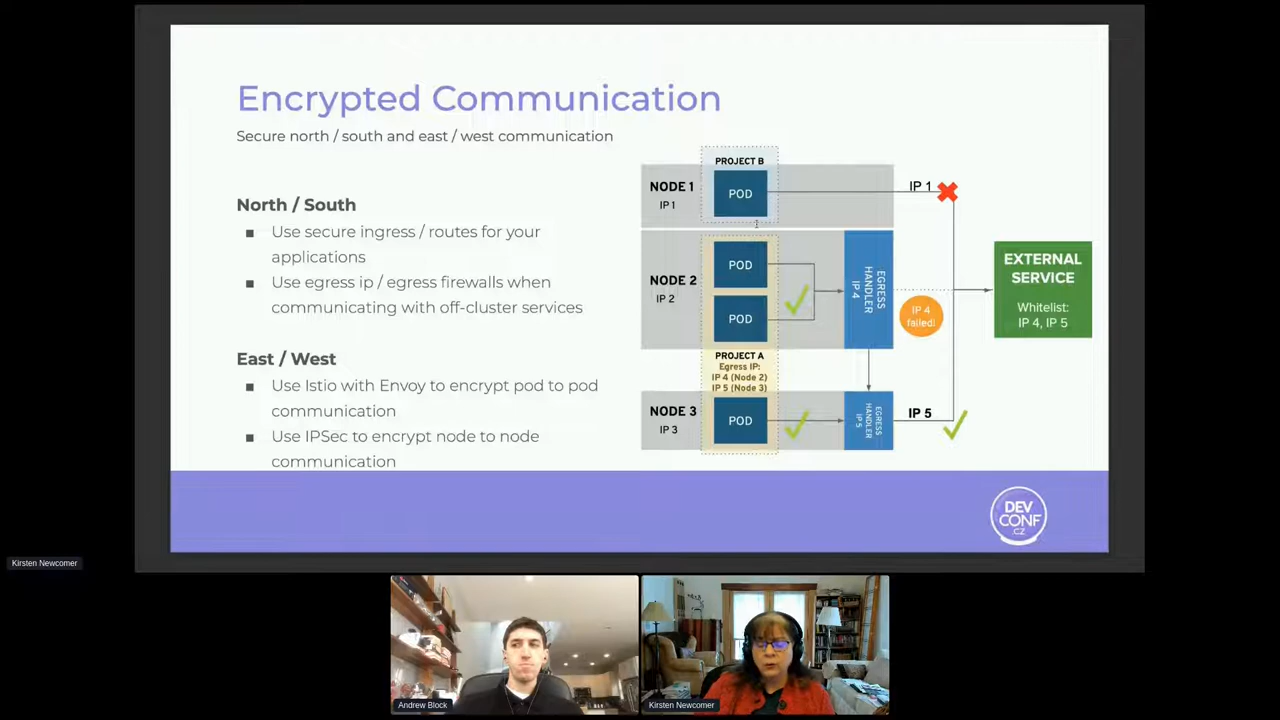 Encrypted Communication
Secure north / south and east / west communication
North / South
■ Use secure ingress / routes for your
applications
■ Use egress ip / egress firewalls when
communicating with off-cluster services
East / West
■ Use Istio with Envoy to encrypt pod to pod
communication
■ Use IPSec to encrypt node to node
communication
PROJECT B
NODE 1
IP 1
POD
IP 1
NODE 2
IP 2
POD
POD
EGRESS
HANDLER
IP 4
IP 4
failed!
EXTERNAL
SERVICE
Whitelist:
IP 4, IP 5
PROJECT A
Egress IP:
IP 4 (Node 2)
IP 5 (Node 3)
NODE 3
IP 3
POD
EGRESS
HANDLER
IP 5
IP 5
DEV
CONF
.CZ
Kirsten Newcomer
Andrew Block
Kirsten Newcomer